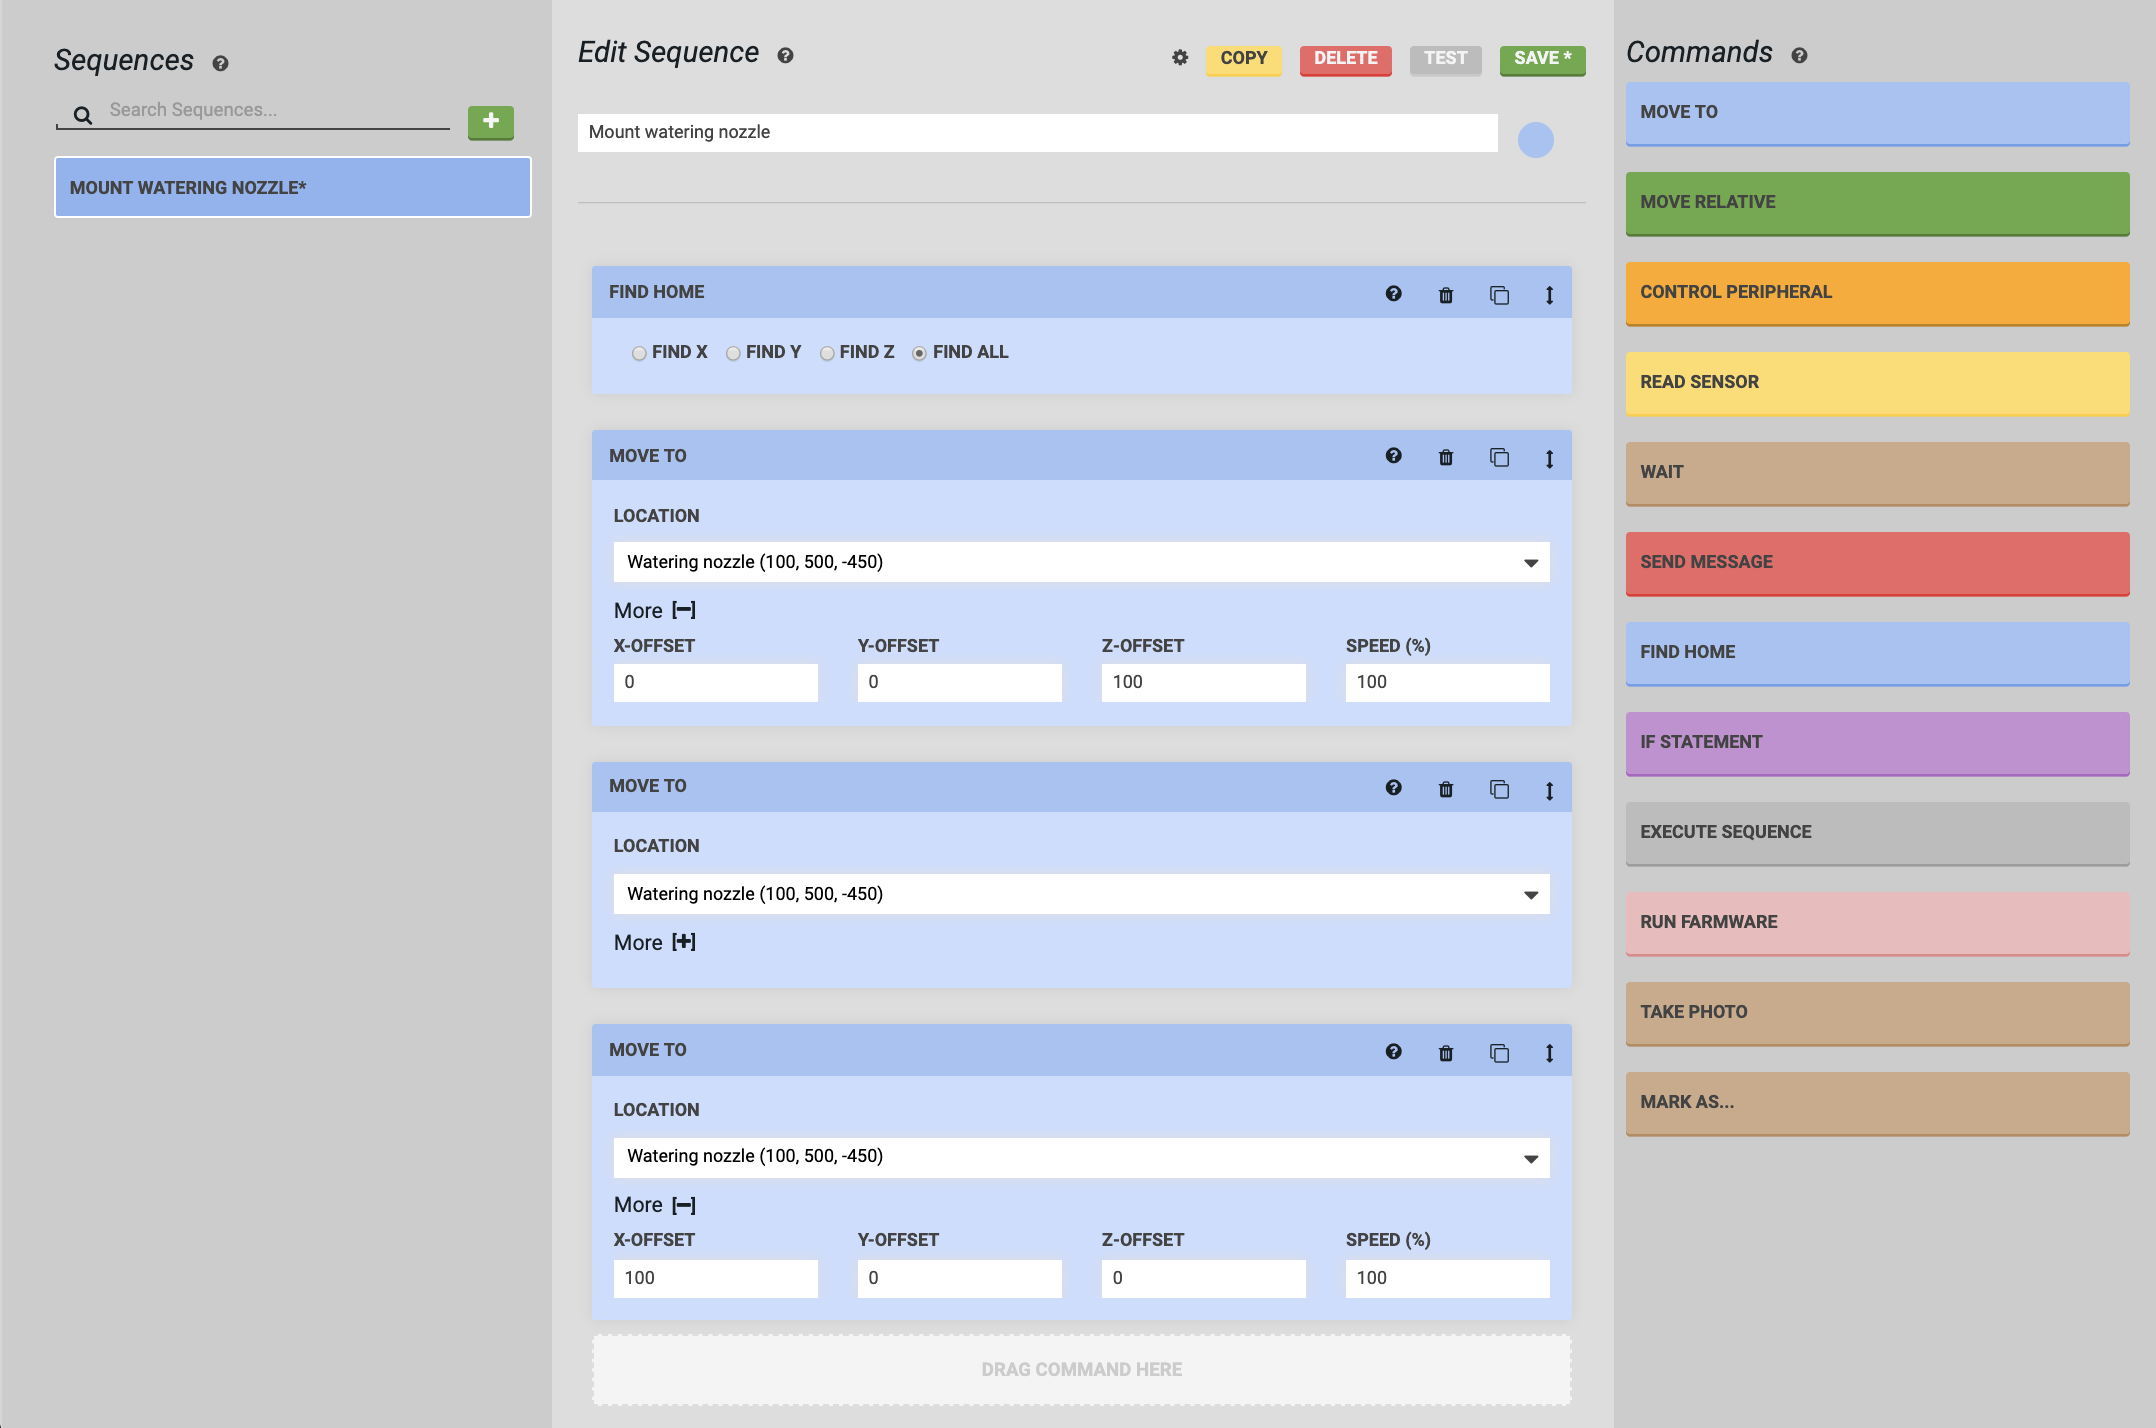 Sequences
Search Sequences...
MOUNT WATERING NOZZLE*
Edit Sequence
COPY DELETE TEST SAVE *
Mount watering nozzle
FIND HOME
FIND X FIND Y FIND Z FIND ALL
MOVE TO
LOCATION
Watering nozzle (100, 500, -450)
More [−]
X-OFFSET Y-OFFSET Z-OFFSET SPEED (%)
0 0 100 100
MOVE TO
LOCATION
Watering nozzle (100, 500, -450)
More [+]
MOVE TO
LOCATION
Watering nozzle (100, 500, -450)
More [−]
X-OFFSET Y-OFFSET Z-OFFSET SPEED (%)
100 0 0 100
DRAG COMMAND HERE
Commands
MOVE TO
MOVE RELATIVE
CONTROL PERIPHERAL
READ SENSOR
WAIT
SEND MESSAGE
FIND HOME
IF STATEMENT
EXECUTE SEQUENCE
RUN FARMWARE
TAKE PHOTO
MARK AS...